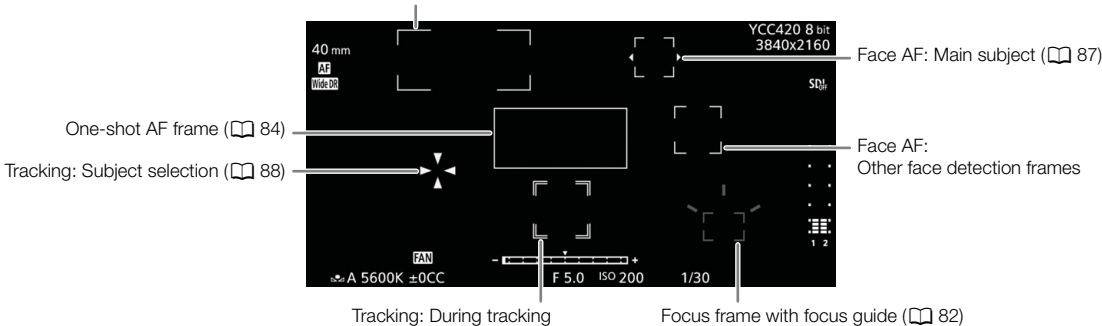 YCC420 8 bit
3840x2160
40 mm
AF
Wide DR
SDI OFF
Face AF: Main subject ( 87)
One-shot AF frame ( 84)
Face AF:
Other face detection frames
Tracking: Subject selection ( 88)
1 2
FAN
- +
A 5600K ±0CC F 5.0 ISO 200 1/30
Tracking: During tracking
Focus frame with focus guide ( 82)